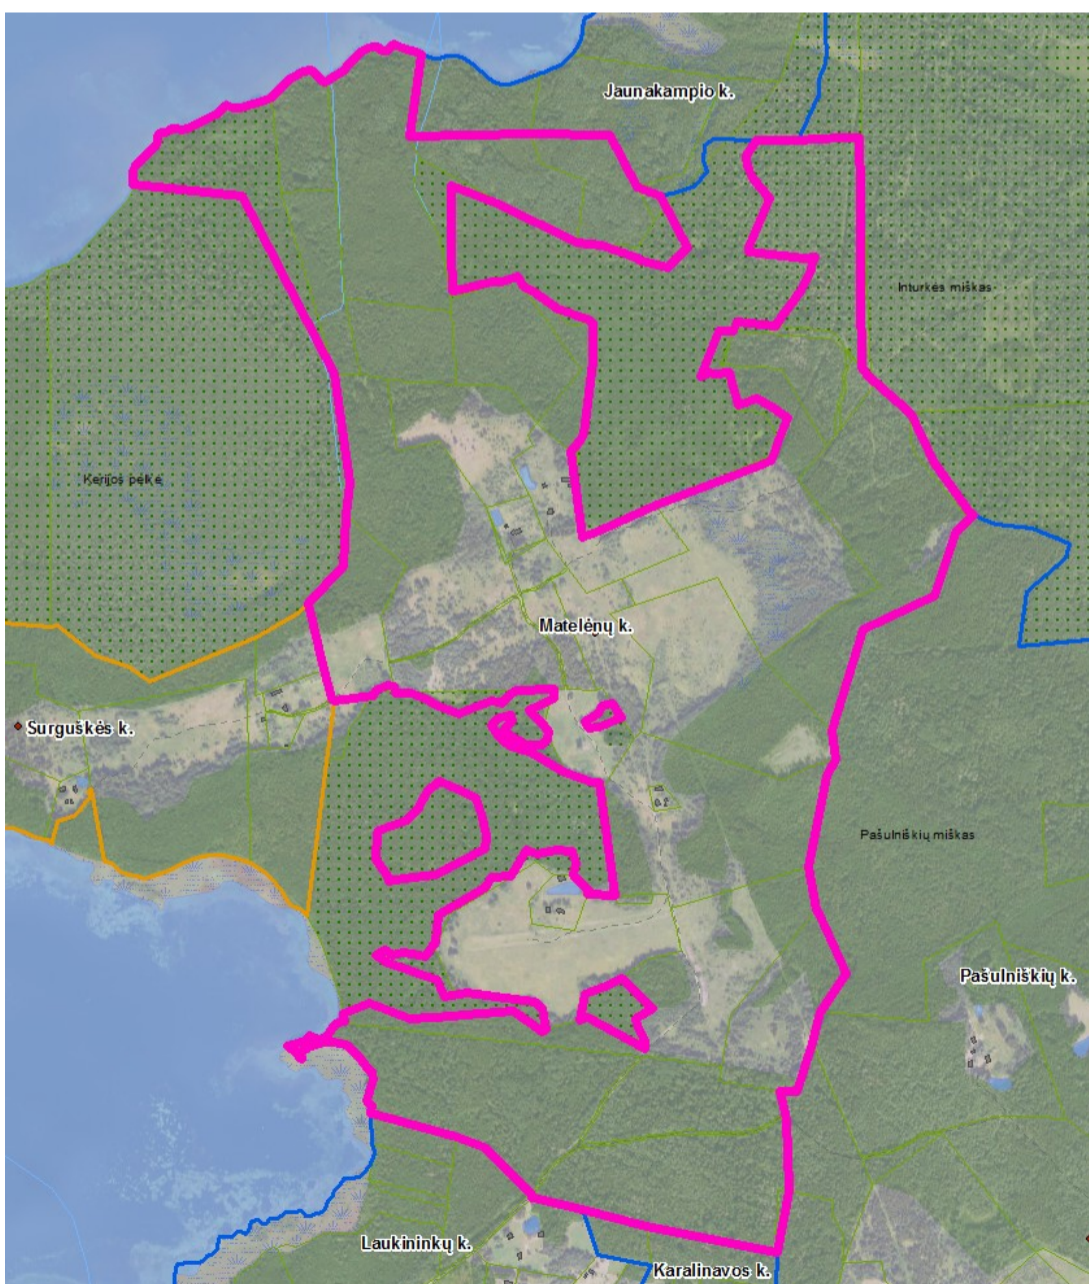 Jaunakampio k.
Inturkės miškas
Kerijos pelkė
Matelėnų k.
Surguškės k.
Pašulniškių miškas
Pašulniškių k.
Laukininkų k.
Karalinavos k.